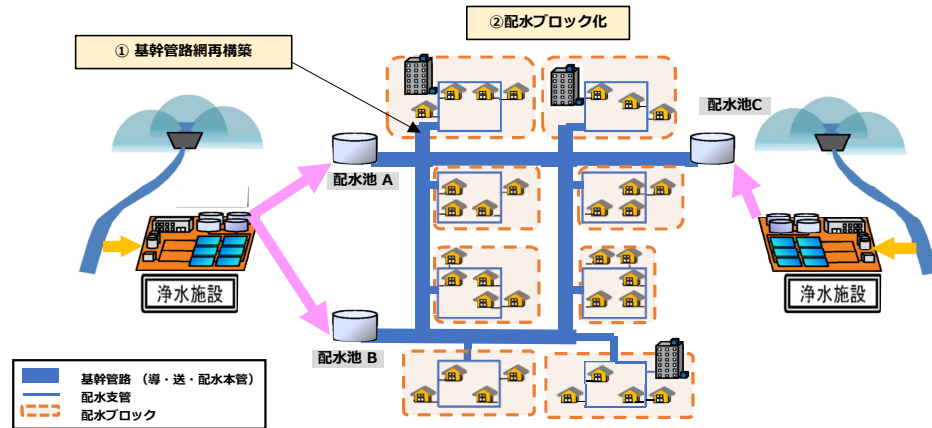 ②配水ブロック化
① 基幹管路網再構築
配水池C
配水池 A
浄水施設
浄水施設
配水池 B
基幹管路 （導・送・配水本管）
配水支管
配水ブロック